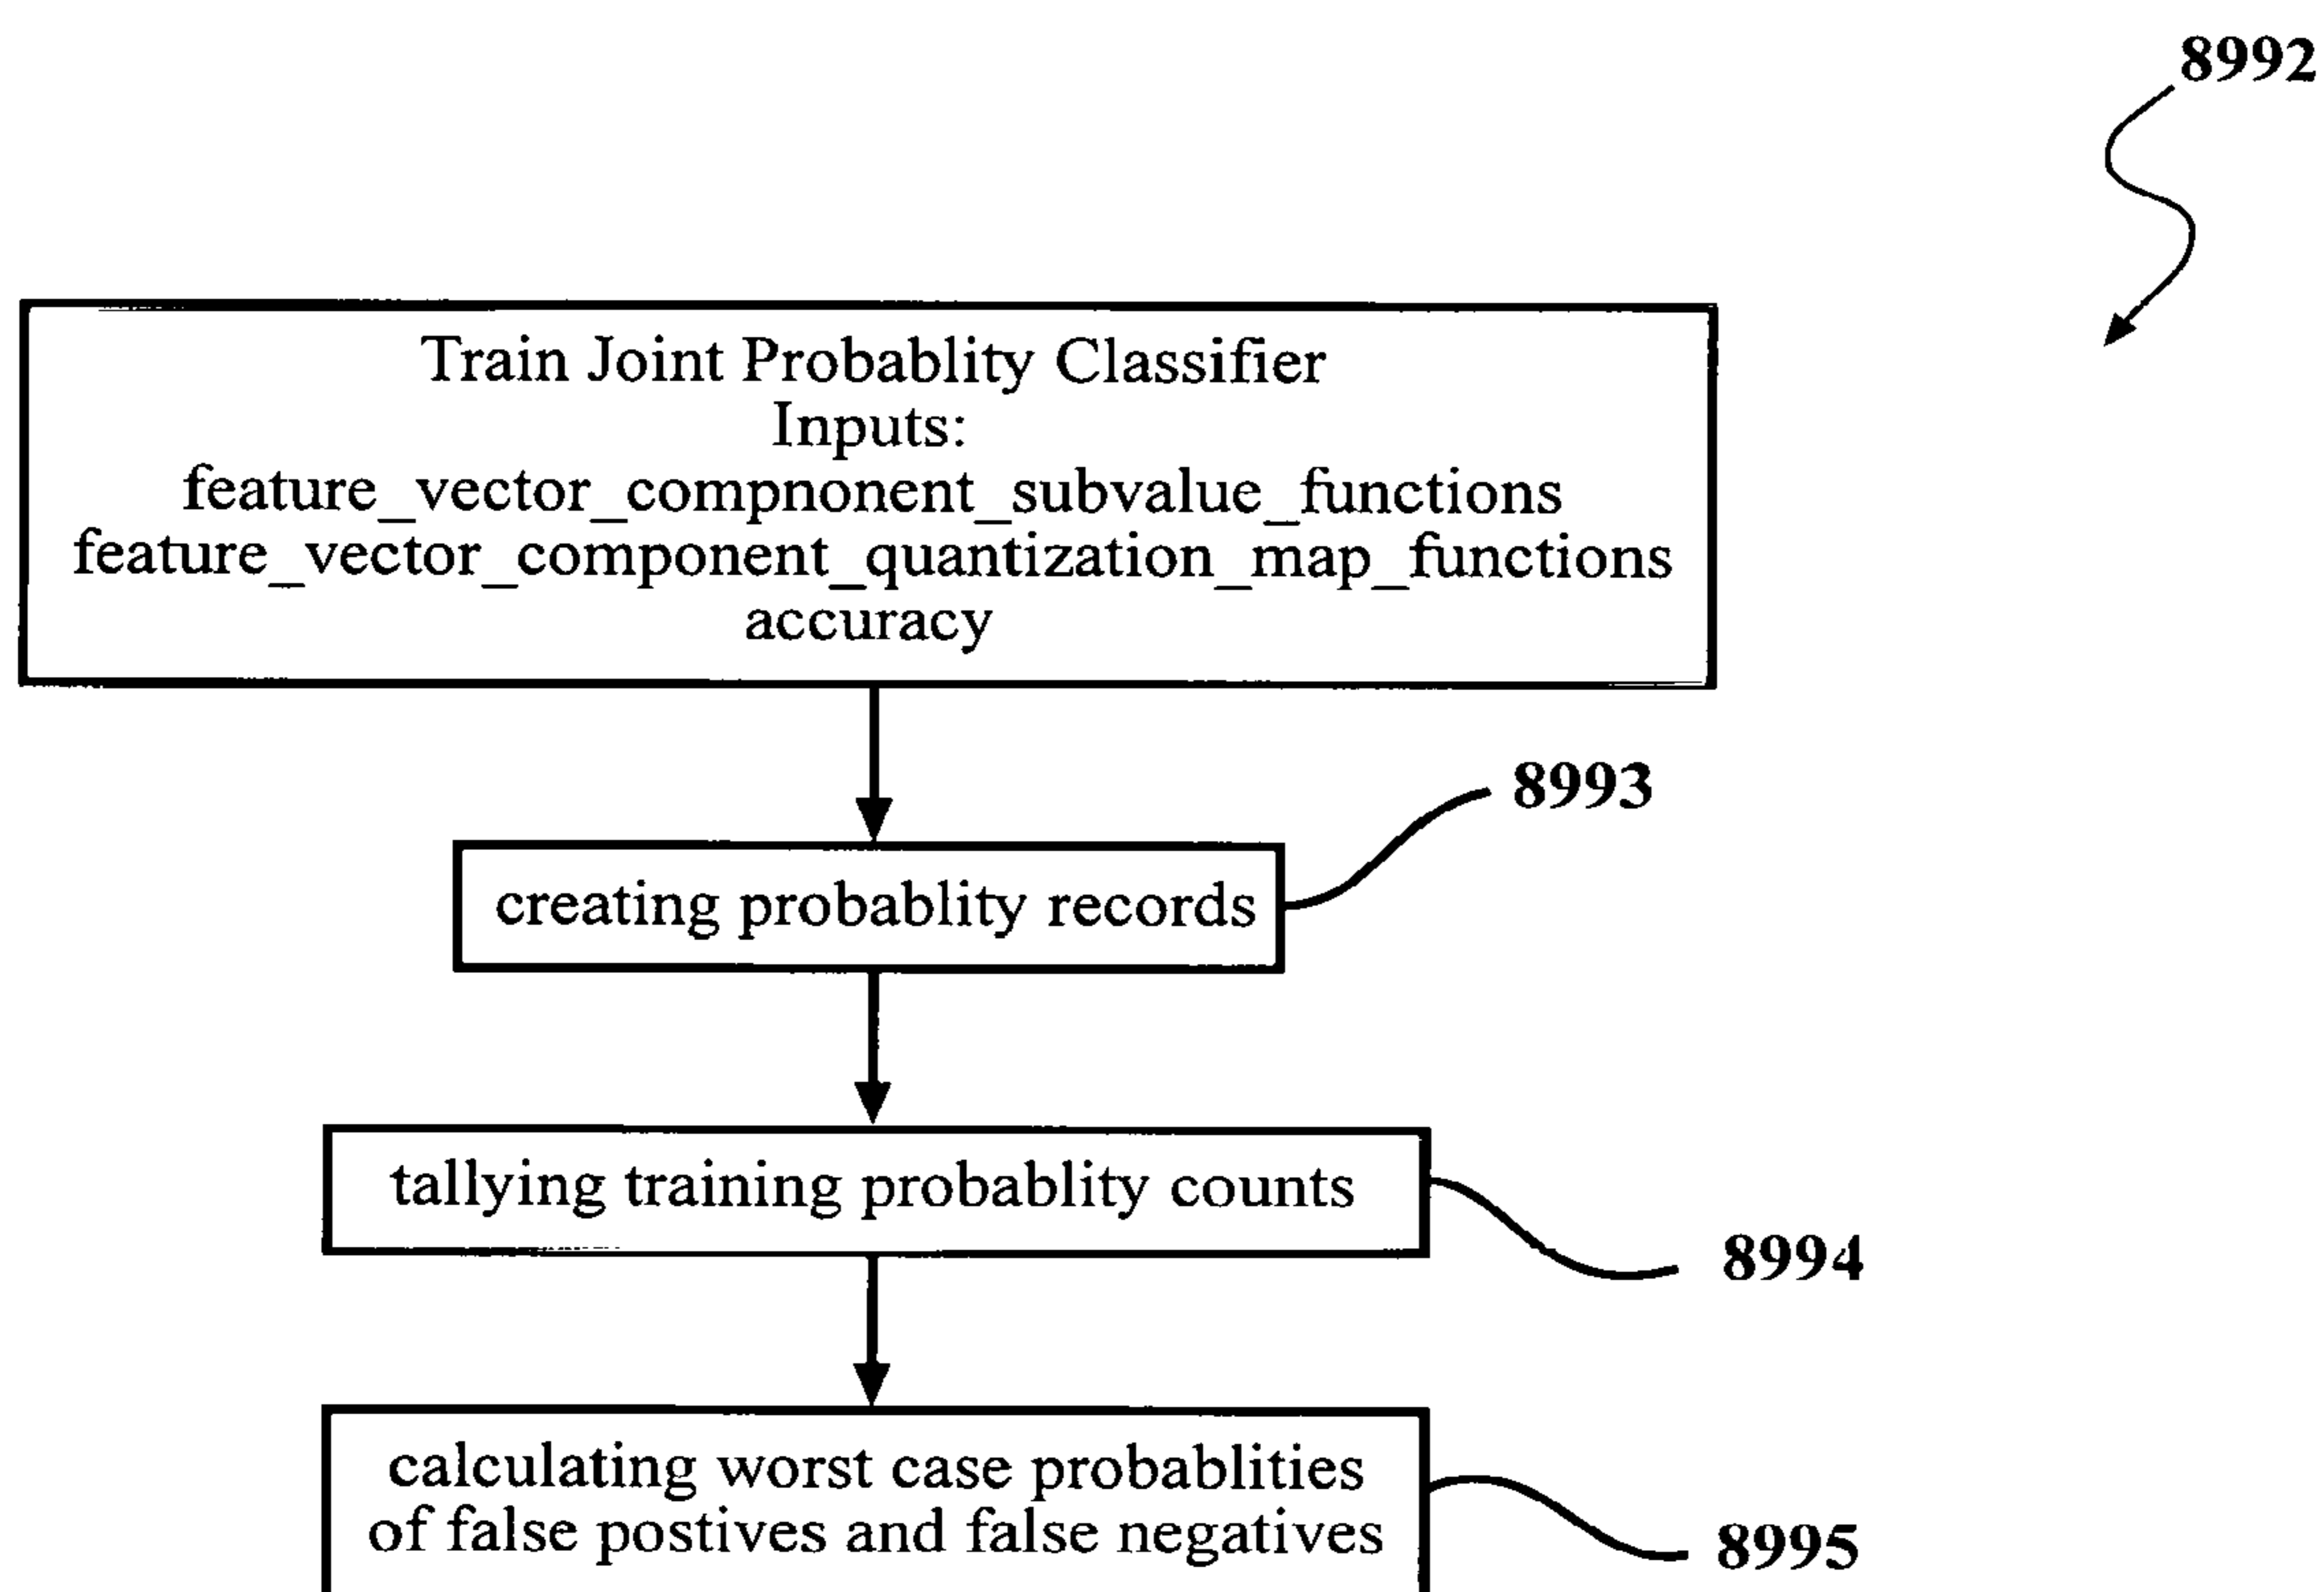 8992
Train Joint Probablity Classifier
Inputs:
feature_vector_compnonent_subvalue_functions
feature_vector_component_quantization_map_functions
accuracy
8993
creating probablity records
tallying training probablity counts
8994
calculating worst case probablities
of false postives and false negatives
8995